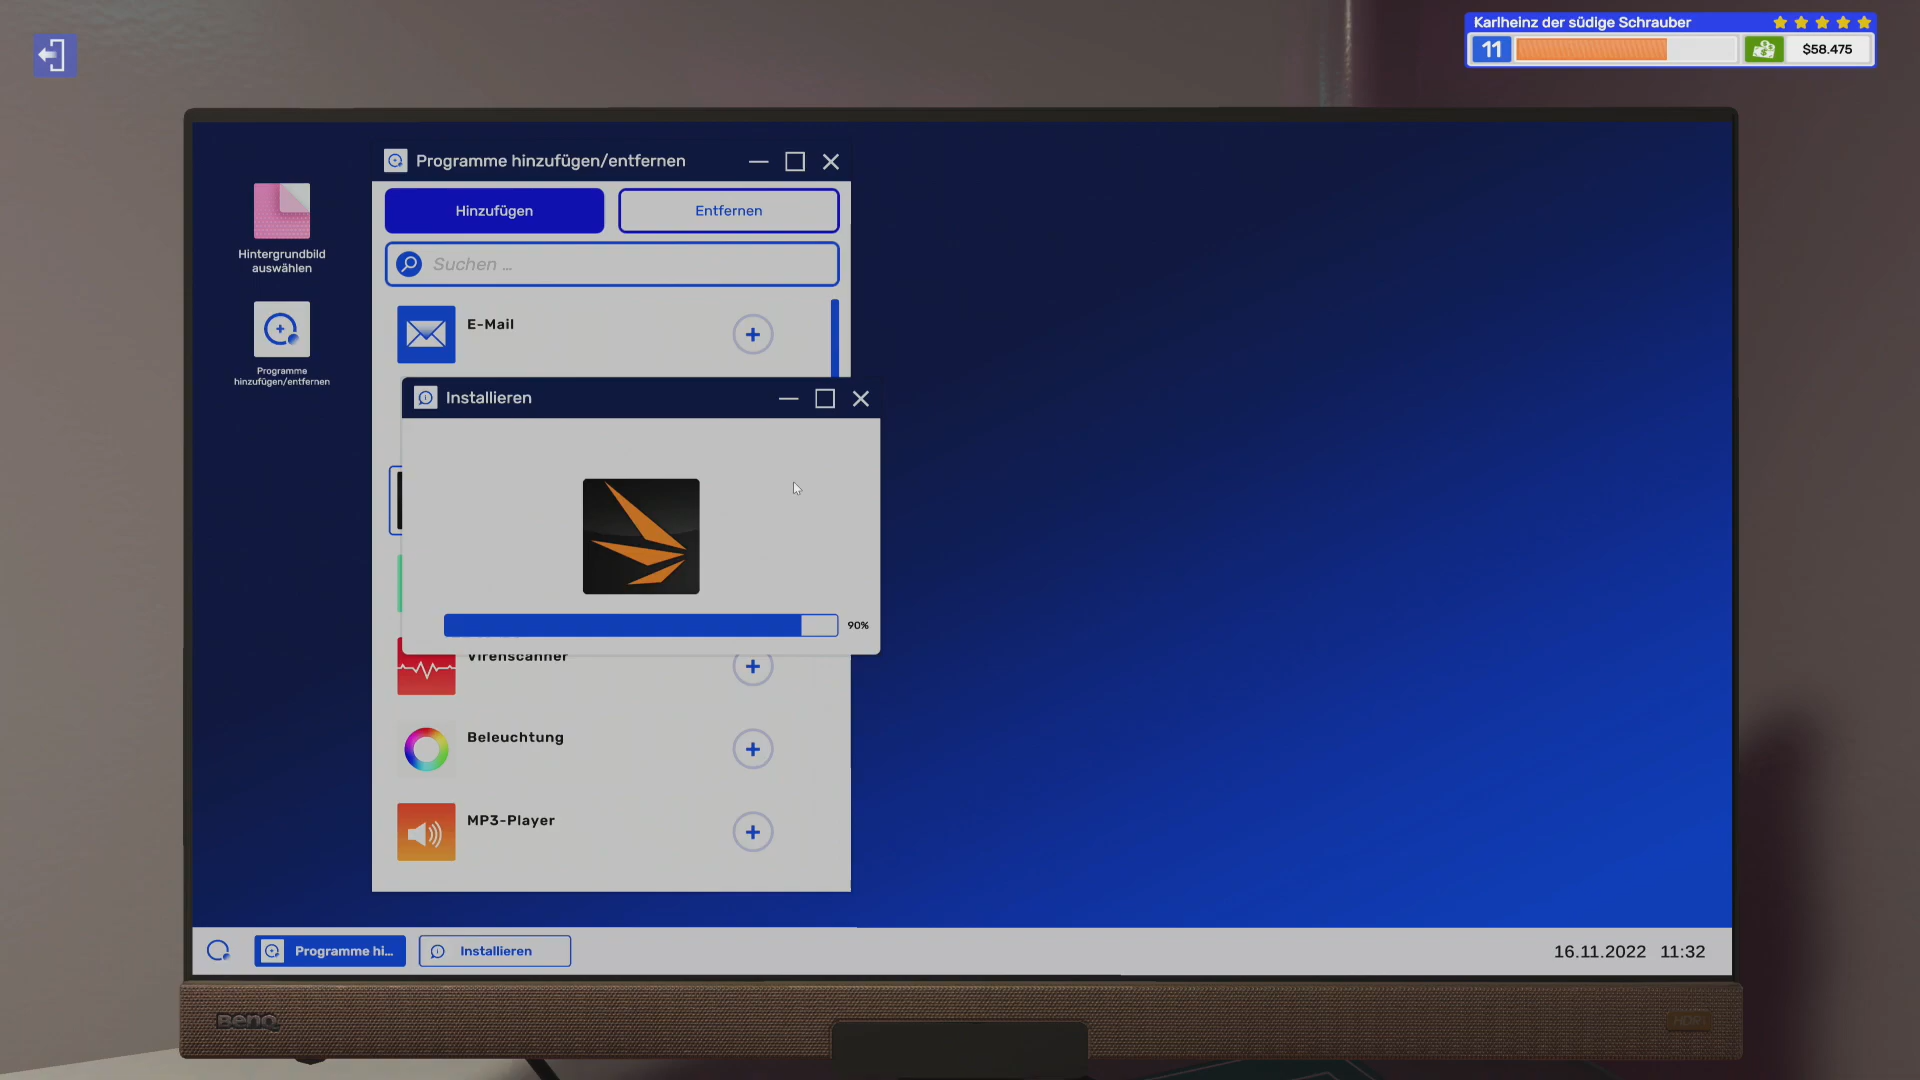 Karlheinz der südige Schrauber
11
$58.475
Programme hinzufügen/entfernen
Hinzufügen
Entfernen
Suchen ...
Hintergrundbild
auswählen
Programme
hinzufügen/entfernen
E-Mail
Installieren
90%
Virenscanner
Beleuchtung
MP3-Player
Programme hi...
Installieren
16.11.2022 11:32
BenQ
HDRi